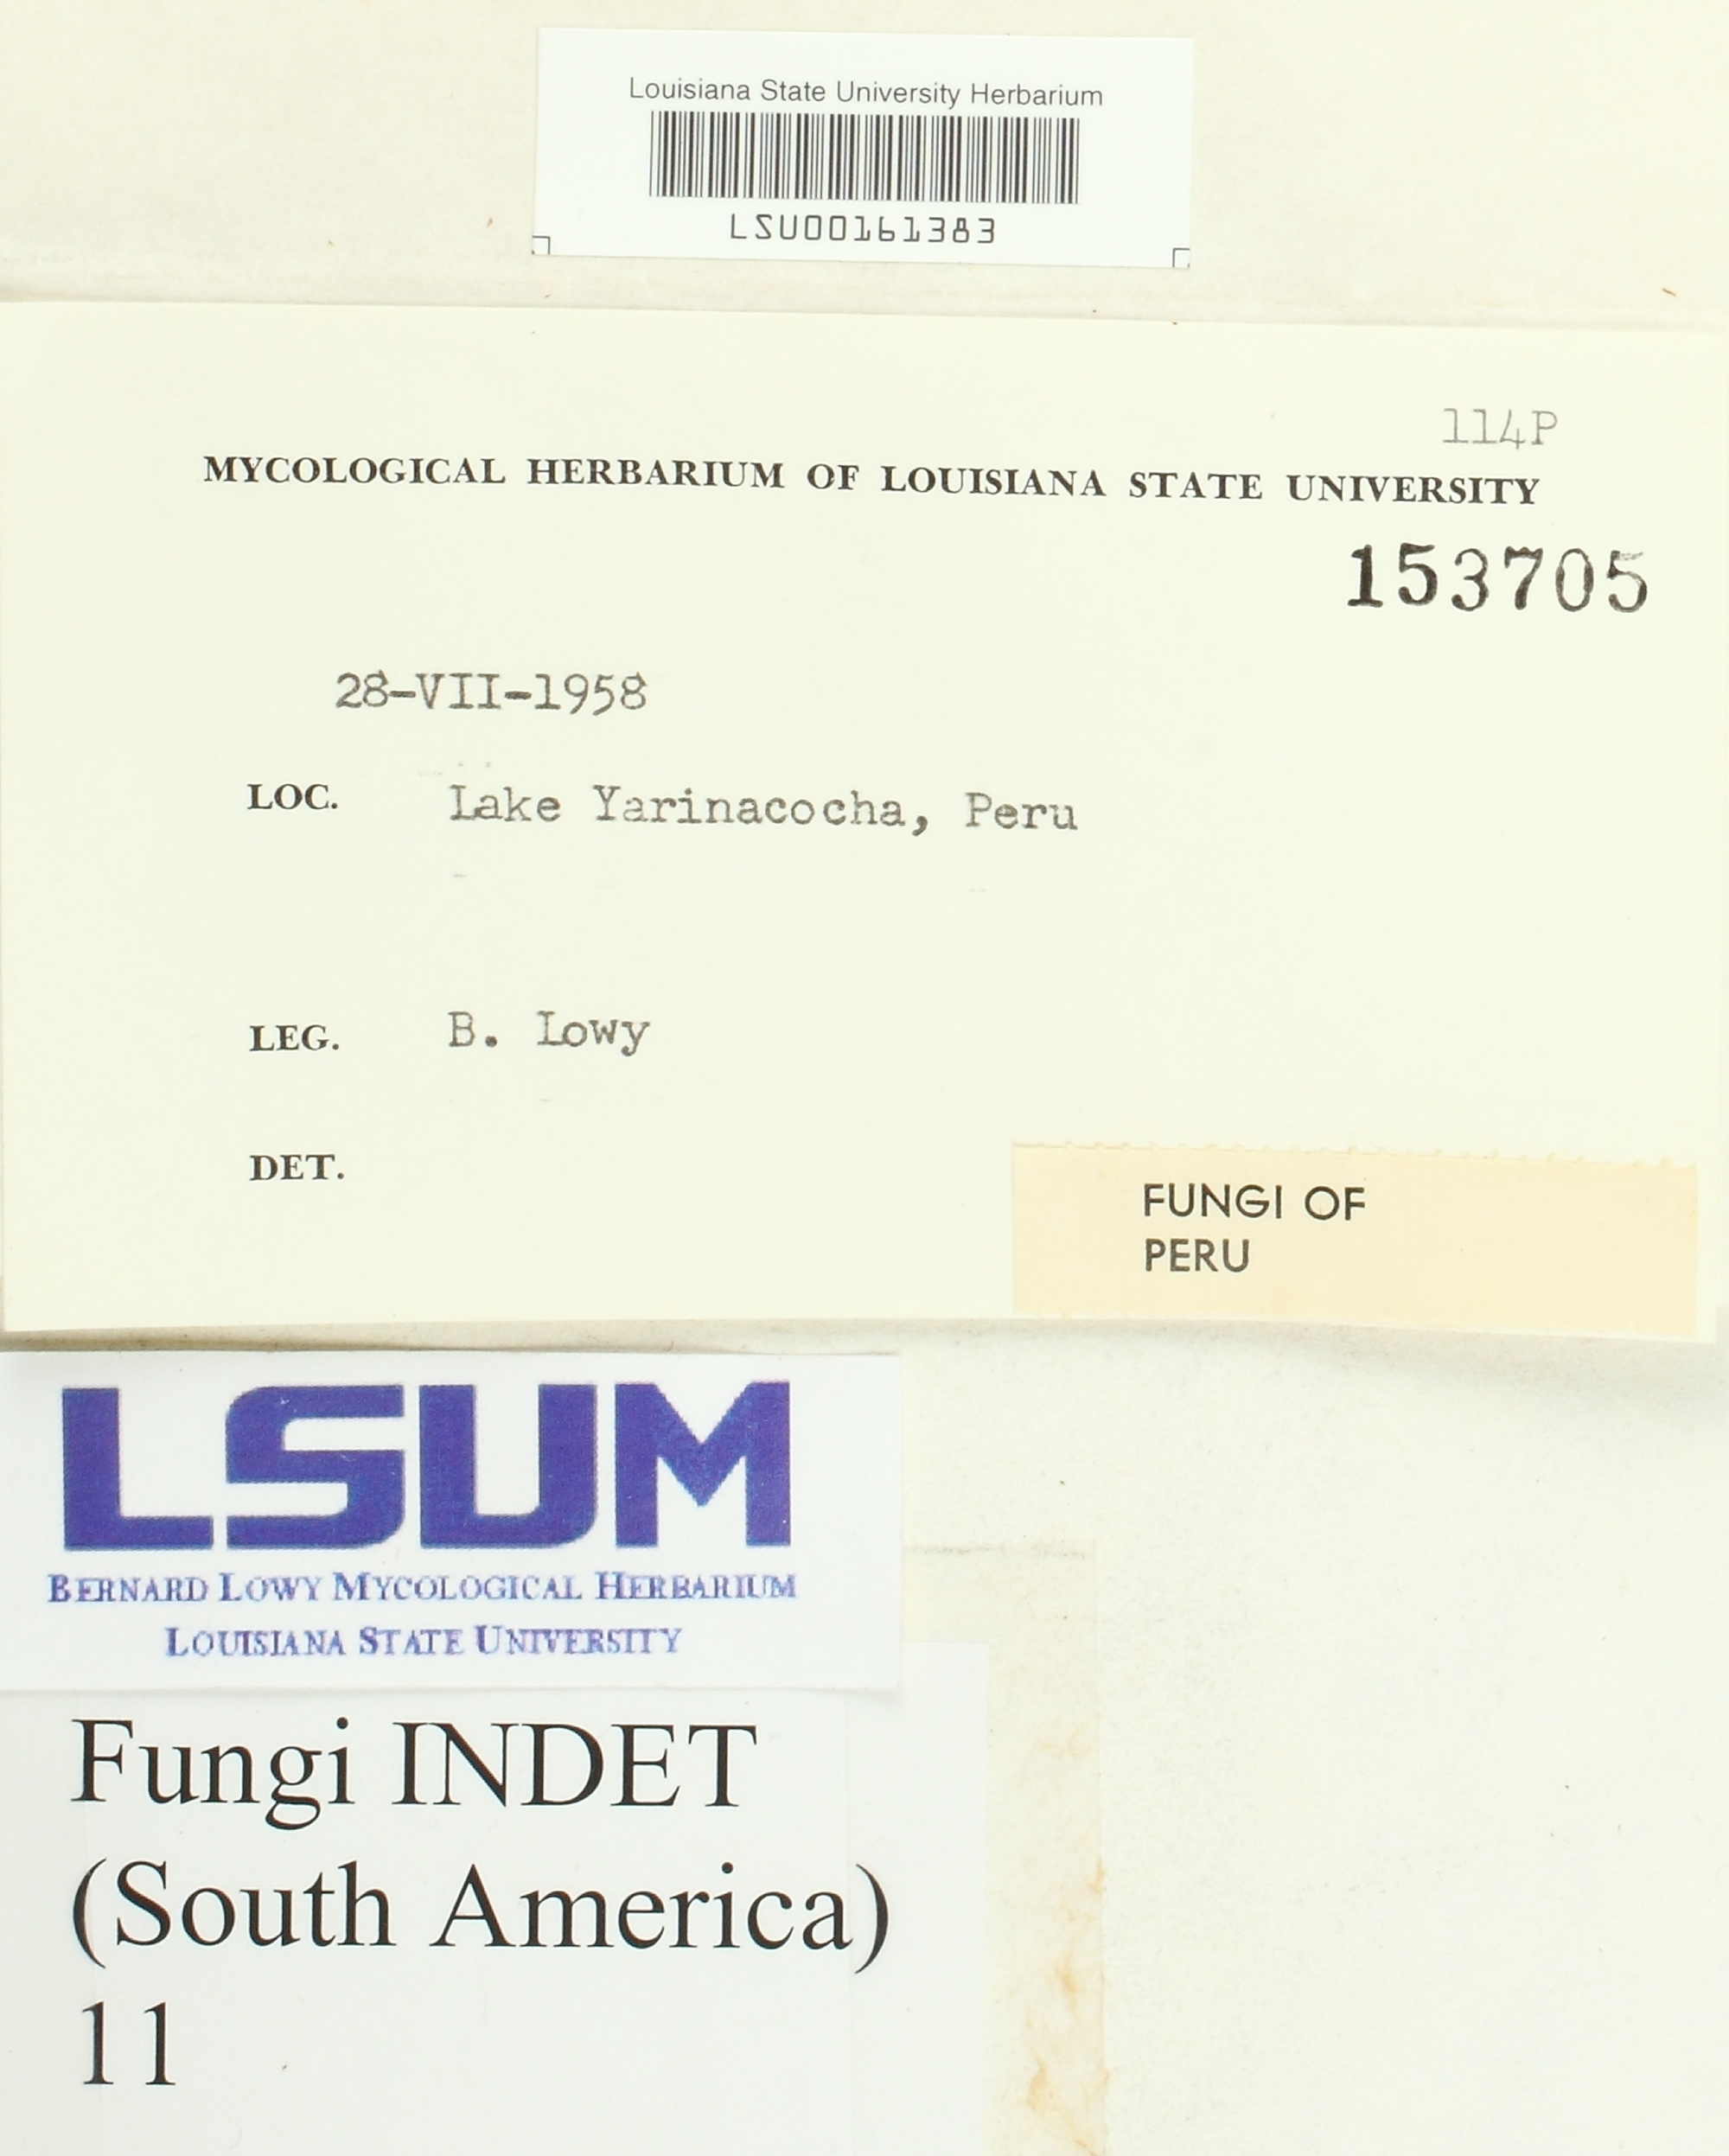 Louisiana State University Herbarium
LSU00161383
114P
MYCOLOGICAL HERBARIUM OF LOUISIANA STATE UNIVERSITY
153705
28-VII-1958
LOC. Lake Yarinacocha, Peru
LEG. B. Lowy
DET.
FUNGI OF
PERU
LSUM
BERNARD LOWY MYCOLOGICAL HERBARIUM
LOUISIANA STATE UNIVERSITY
Fungi INDET
(South America)
11